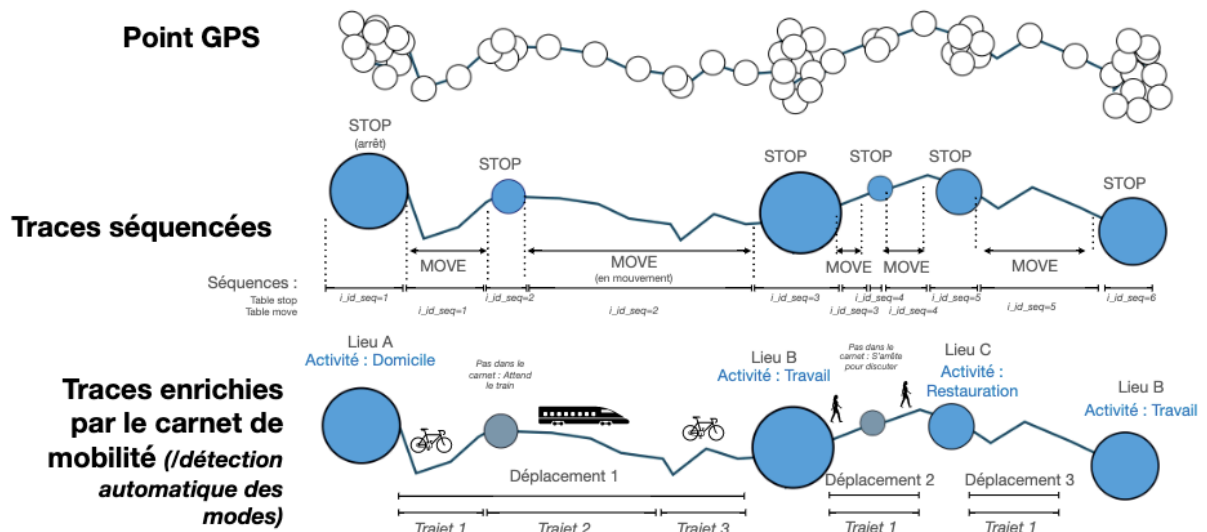 Point GPS
STOP
(arrêt)
STOP
STOP
STOP
STOP
STOP
Traces séquencées
MOVE
MOVE
(en mouvement)
MOVE
MOVE
MOVE
Séquences :
Table stop
Table move
i_id_seq=1
i_id_seq=2
i_id_seq=3
i_id_seq=4
i_id_seq=5
i_id_seq=6
i_id_seq=1
i_id_seq=2
i_id_seq=3
i_id_seq=4
i_id_seq=5
Traces enrichies
par le carnet de
mobilité (/détection
automatique des
modes)
Lieu A
Activité : Domicile
Pas dans le
carnet : Attend
le train
Lieu B
Activité : Travail
Pas dans le
carnet : S'arrête
pour discuter
Lieu C
Activité :
Restauration
Lieu B
Activité : Travail
Déplacement 1
Déplacement 2
Déplacement 3
Trajet 1
Trajet 2
Trajet 3
Trajet 1
Trajet 1